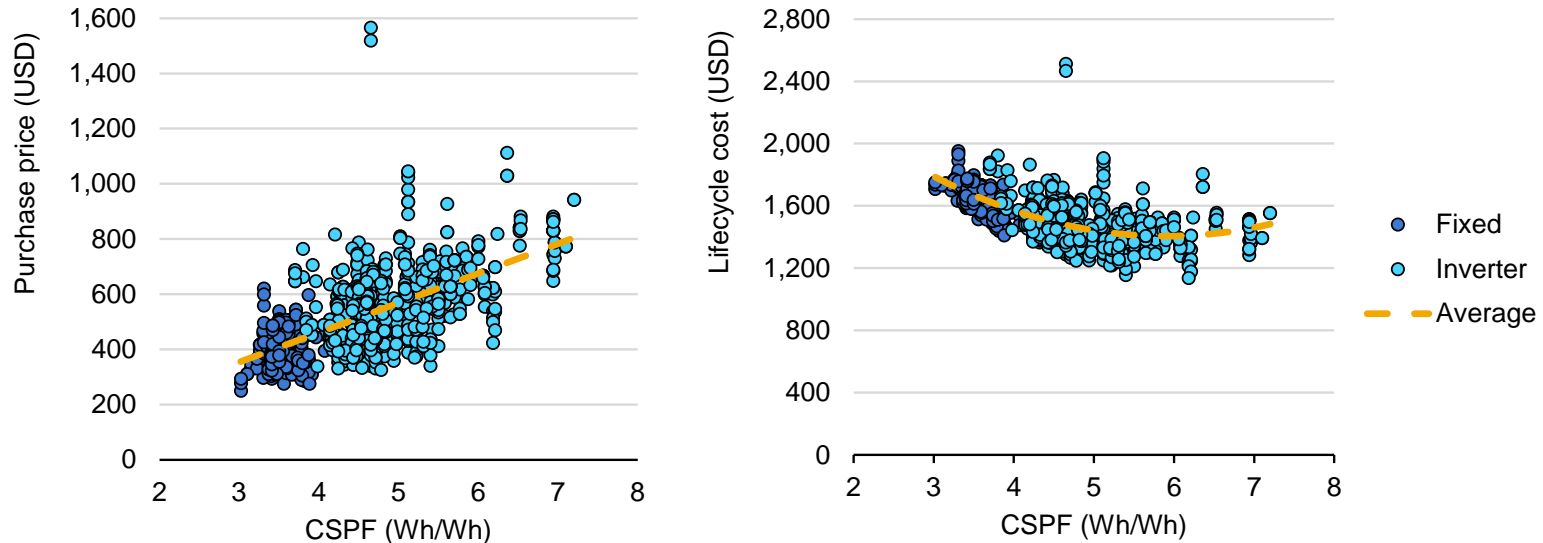 Purchase price (USD)
1,600
1,400
1,200
1,000
800
600
400
200
0
2 3 4 5 6 7 8
CSPF (Wh/Wh)
Lifecycle cost (USD)
2,800
2,400
2,000
1,600
1,200
800
400
0
2 3 4 5 6 7 8
CSPF (Wh/Wh)
Fixed
Inverter
Average